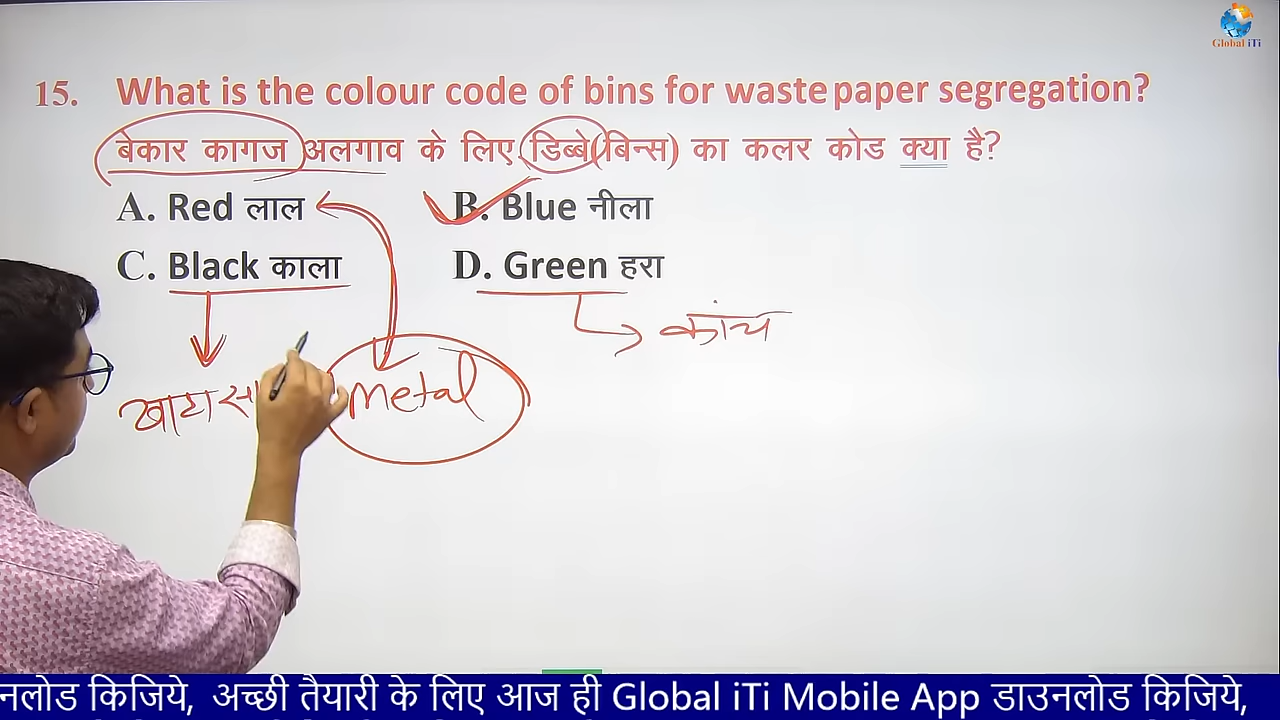 Global iTi
15. What is the colour code of bins for waste paper segregation?
बेकार कागज अलगाव के लिए डिब्बे(बिन्स) का कलर कोड क्या है?
A. Red लाल
B. Blue नीला
C. Black काला
D. Green हरा
कांच
Metal
नलोड किजिये, अच्छी तैयारी के लिए आज ही Global iTi Mobile App डाउनलोड किजिये,